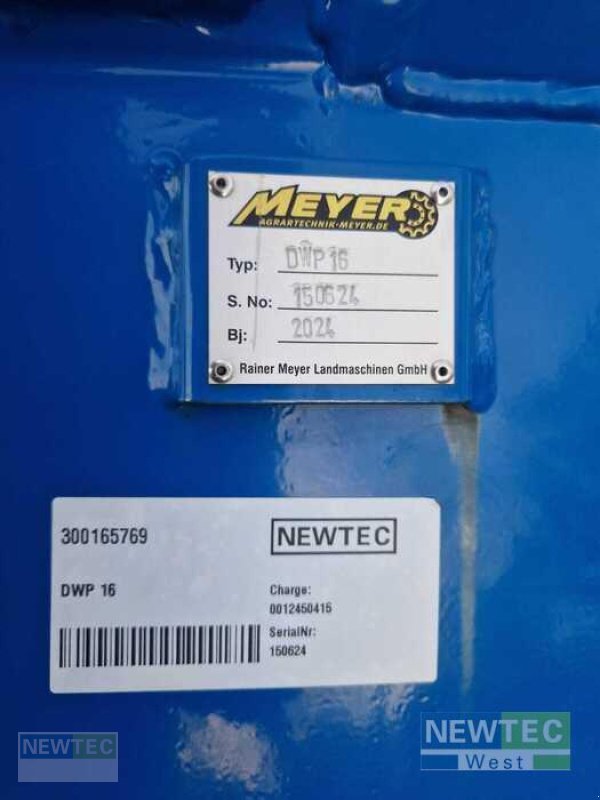 MEYER
AGRARTECHNIK-MEYER.DE
Typ: DWP 16
S. No: 150624
Bj: 2024
Rainer Meyer Landmaschinen GmbH
300165769
NEWTEC
DWP 16
Charge:
0012450415
SerialNr:
150624
NEWTEC
NEWTEC
West